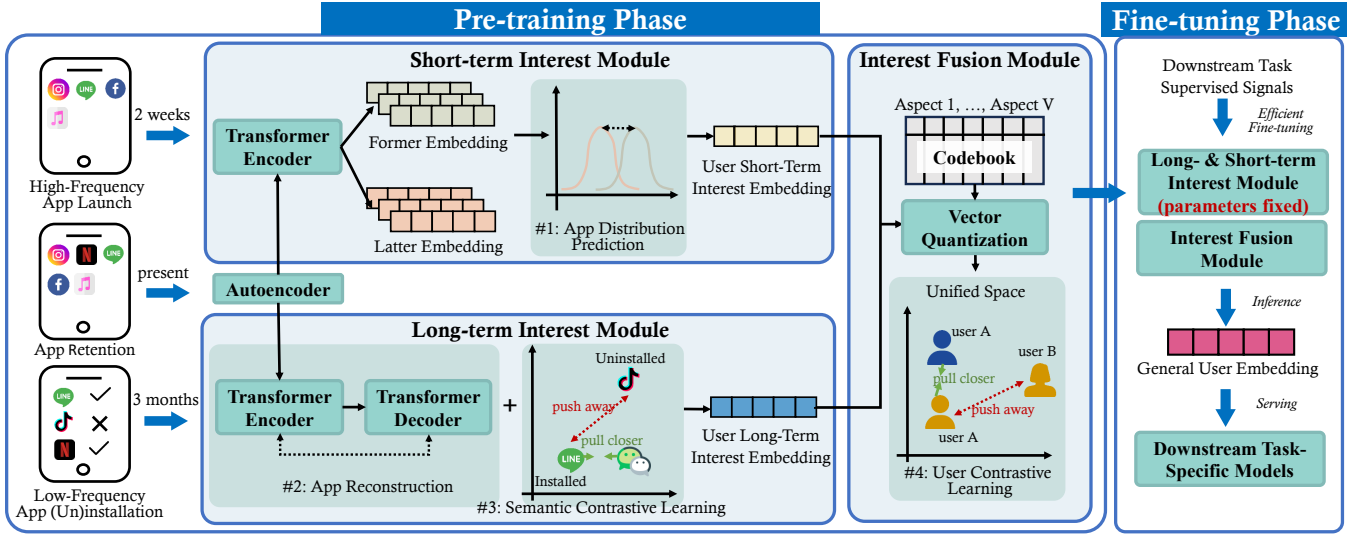 Pre-training Phase
Fine-tuning Phase
LINE
High-Frequency
App Launch
2 weeks
Short-term Interest Module
Transformer
Encoder
Former Embedding
Latter Embedding
#1: App Distribution
Prediction
User Short-Term
Interest Embedding
N
LINE
App Retention
present
Autoencoder
LINE
N
Low-Frequency
App (Un)installation
3 months
Long-term Interest Module
Transformer
Encoder
Transformer
Decoder
#2: App Reconstruction
+
Uninstalled
push away
pull closer
LINE
Installed
#3: Semantic Contrastive Learning
User Long-Term
Interest Embedding
Interest Fusion Module
Aspect 1, …, Aspect V
Codebook
Vector
Quantization
Unified Space
user A
user B
pull closer
push away
user A
#4: User Contrastive
Learning
Downstream Task
Supervised Signals
Efficient
Fine-tuning
Long- & Short-term
Interest Module
(parameters fixed)
Interest Fusion
Module
Inference
General User Embedding
Serving
Downstream Task-
Specific Models